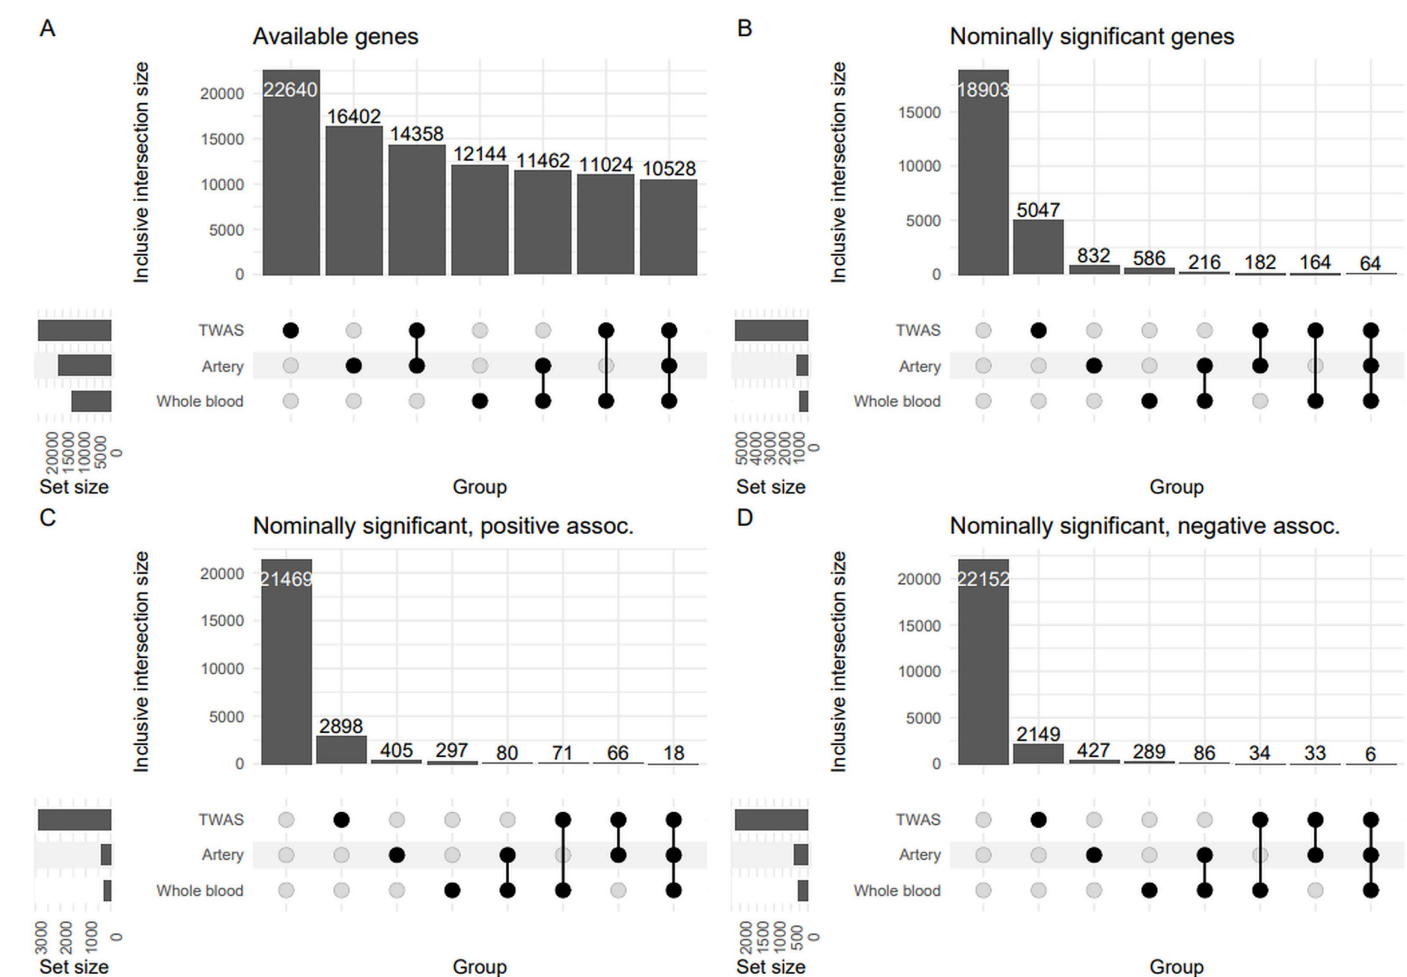 A
Available genes
Inclusive intersection size
20000
15000
10000
5000
0
22640
16402
14358
12144
11462
11024
10528
TWAS
Artery
Whole blood
20000
15000
10000
5000
0
Set size
Group
B
Nominally significant genes
Inclusive intersection size
15000
10000
5000
0
18903
5047
832
586
216
182
164
64
TWAS
Artery
Whole blood
5000
4000
3000
2000
1000
0
Set size
Group
C
Nominally significant, positive assoc.
Inclusive intersection size
20000
15000
10000
5000
0
21469
2898
405
297
80
71
66
18
TWAS
Artery
Whole blood
3000
2000
1000
0
Set size
Group
D
Nominally significant, negative assoc.
Inclusive intersection size
20000
15000
10000
5000
0
22152
2149
427
289
86
34
33
6
TWAS
Artery
Whole blood
2000
1500
1000
500
0
Set size
Group